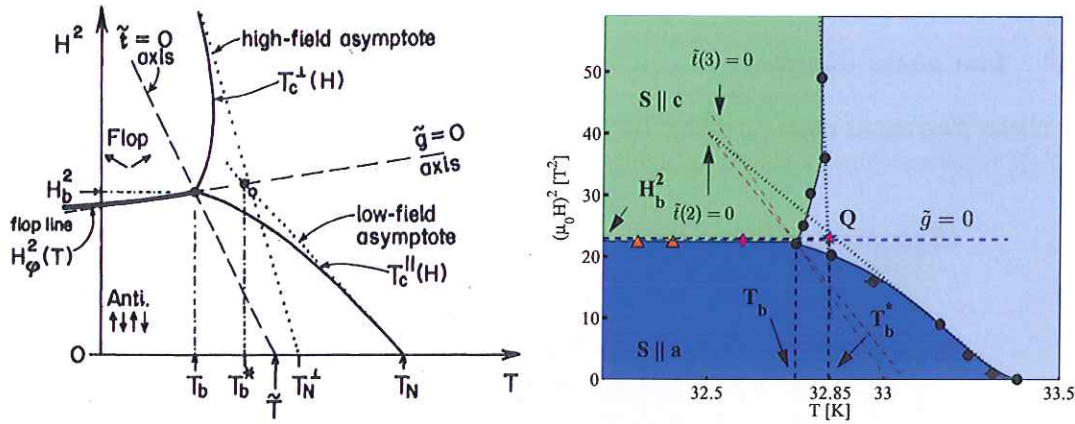 H²
t̃=0
axis
high-field asymptote
T_c^⊥(H)
Flop
g̃=0
axis
H_b²
Q
flop line
H_φ²(T)
low-field
asymptote
T_c^∥(H)
Anti.
↑↓↑↓
O
T_b
T_b*
T̃
T_N^⊥
T_N
T
(μ₀H)² [T²]
50
40
30
20
10
0
t̃(3) = 0
S || c
H_b²
t̃(2) = 0
Q
g̃ = 0
T_b
T_b*
S || a
32.5
32.85
33
33.5
T [K]